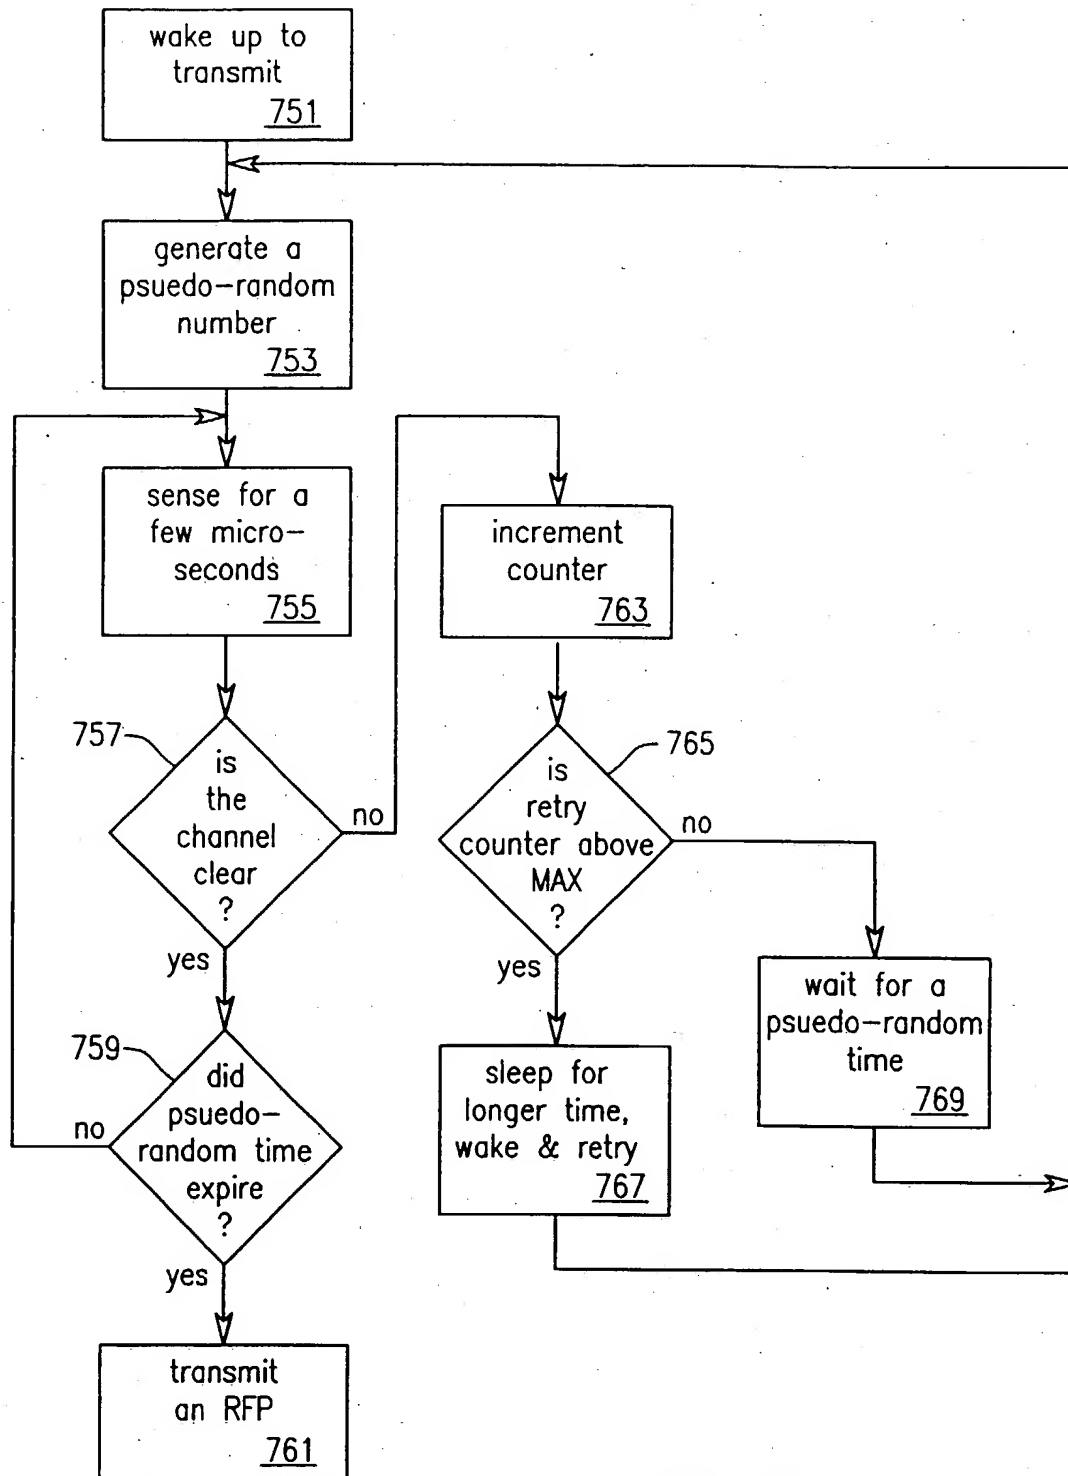 wake up to
transmit
751
generate a
psuedo-random
number
753
sense for a
few micro-
seconds
755
757
is
the
channel
clear
?
no
yes
759
did
psuedo-
random time
expire
?
no
yes
transmit
an RFP
761
increment
counter
763
765
is
retry
counter above
MAX
?
no
yes
sleep for
longer time,
wake & retry
767
wait for a
psuedo-random
time
769